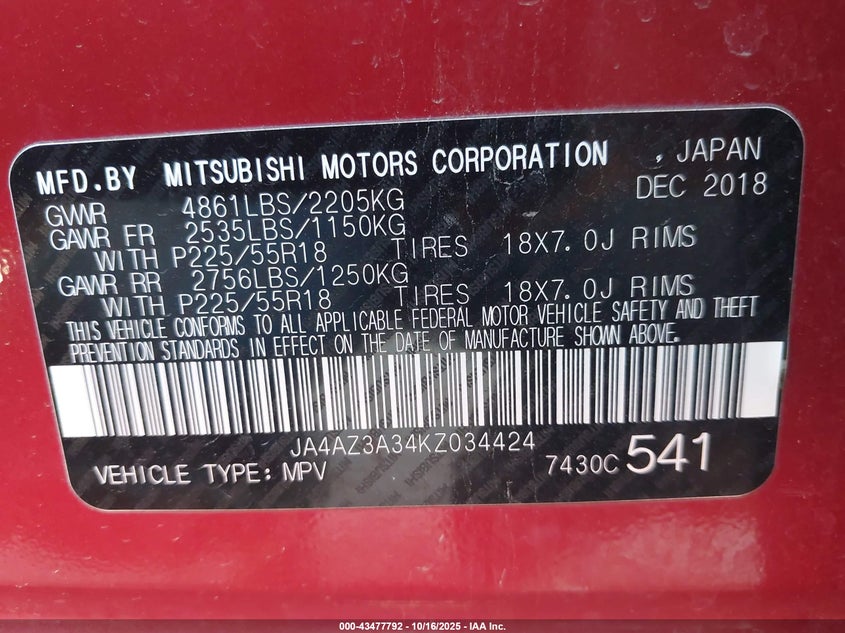 MFD.BY MITSUBISHI MOTORS CORPORATION , JAPAN
GVWR 4861LBS/2205KG DEC 2018
GAWR FR 2535LBS/1150KG
WITH P225/55R18 TIRES 18X7.0J RIMS
GAWR RR 2756LBS/1250KG
WITH P225/55R18 TIRES 18X7.0J RIMS
THIS VEHICLE CONFORMS TO ALL APPLICABLE FEDERAL MOTOR VEHICLE SAFETY AND THEFT
PREVENTION STANDARDS IN EFFECT ON THE DATE OF MANUFACTURE SHOWN ABOVE.
JA4AZ3A34KZ034424
VEHICLE TYPE: MPV 7430C 541
000-43477792 - 10/16/2025 - IAA Inc.